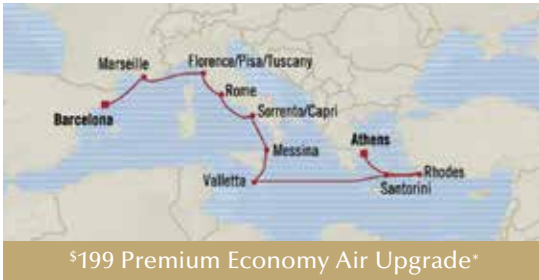 Marseille
Florence/Pisa/Tuscany
Rome
Barcelona
Sorrento/Capri
Messina
Athens
Valletta
Rhodes
Santorini
$199 Premium Economy Air Upgrade*